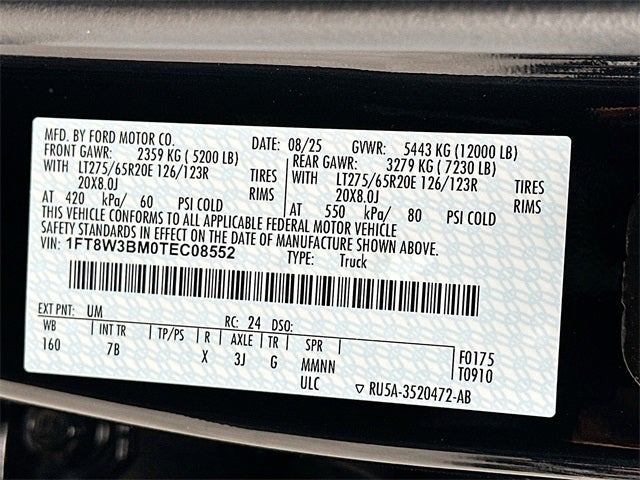 MFD. BY FORD MOTOR CO. DATE: 08/25 GVWR: 5443 KG (12000 LB)
FRONT GAWR: 2359 KG (5200 LB) REAR GAWR: 3279 KG (7230 LB)
WITH LT275/65R20E 126/123R TIRES WITH LT275/65R20E 126/123R TIRES
20X8.0J RIMS 20X8.0J RIMS
AT 420 kPa/ 60 PSI COLD AT 550 kPa/ 80 PSI COLD
THIS VEHICLE CONFORMS TO ALL APPLICABLE FEDERAL MOTOR VEHICLE
SAFETY STANDARDS IN EFFECT ON THE DATE OF MANUFACTURE SHOWN ABOVE.
VIN: 1FT8W3BM0TEC08552 TYPE: Truck
EXT PNT: UM RC: 24 DSO:
WB INT TR TP/PS R AXLE TR SPR F0175
160 7B X 3J G MMNN T0910
ULC ▽ RU5A-3520472-AB